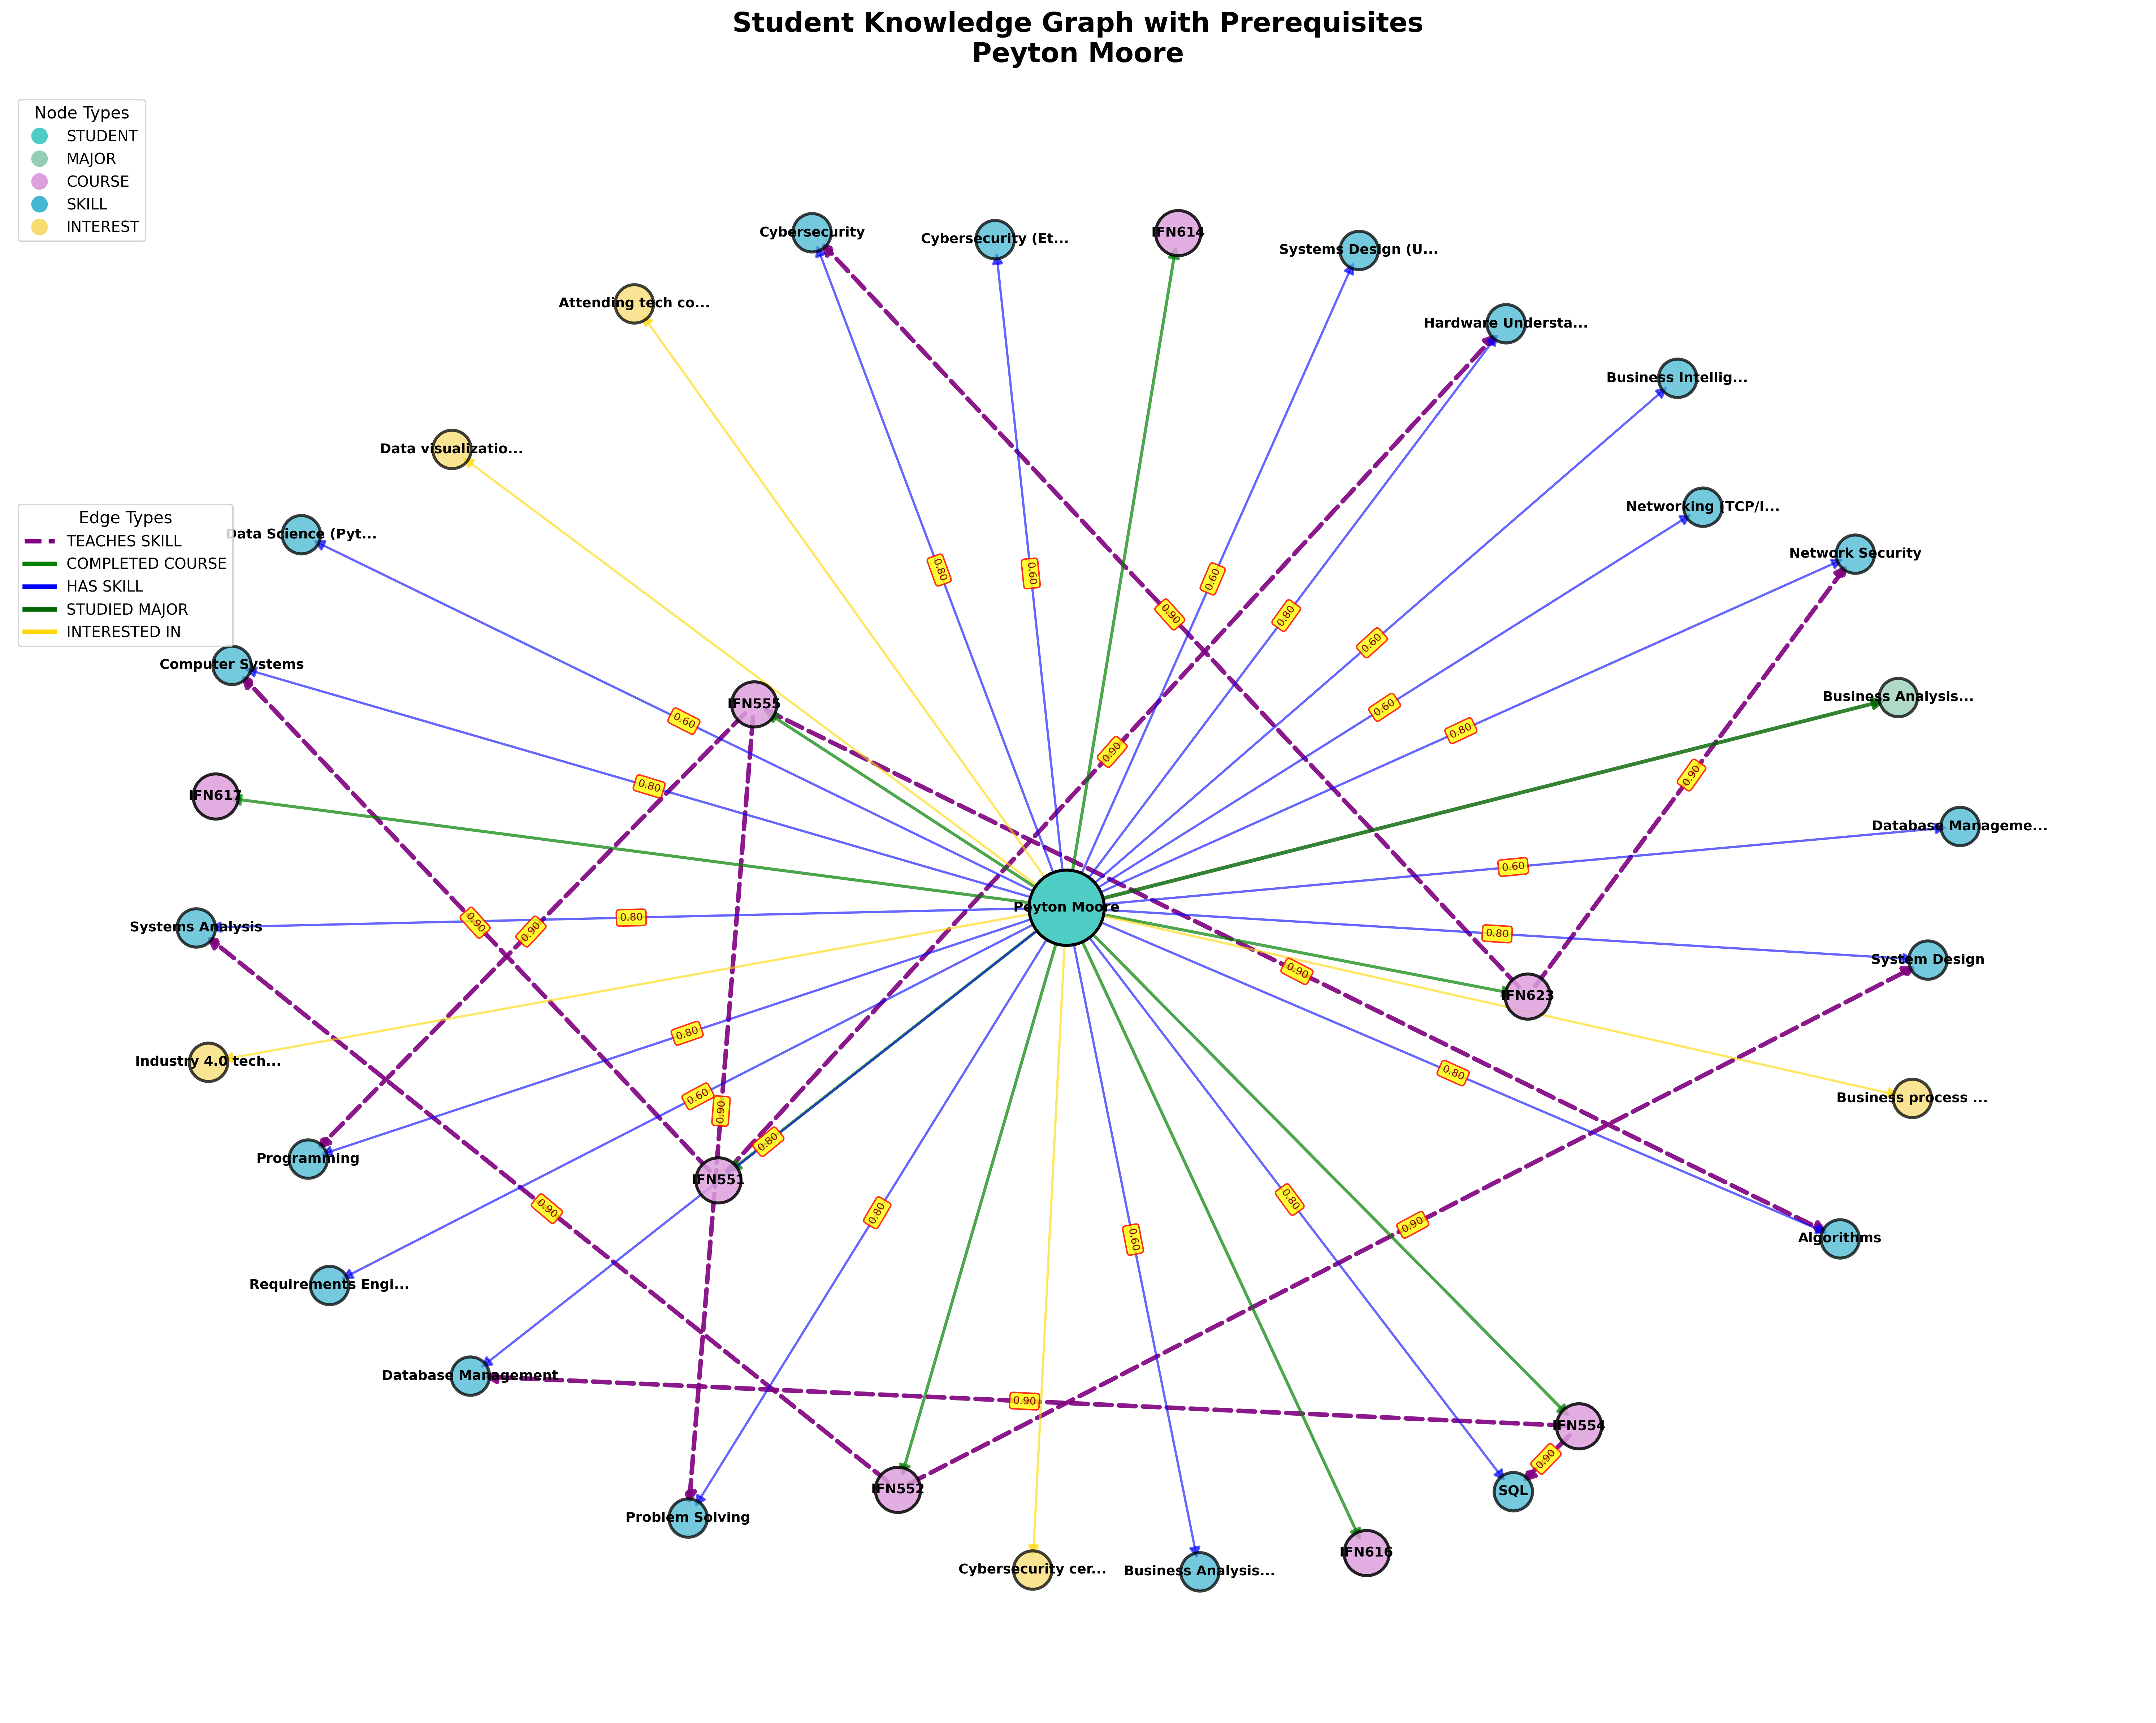 Student Knowledge Graph with Prerequisites
Peyton Moore
Node Types
STUDENT
MAJOR
COURSE
SKILL
INTEREST
Edge Types
TEACHES SKILL
COMPLETED COURSE
HAS SKILL
STUDIED MAJOR
INTERESTED IN
Cybersecurity
Cybersecurity (Et...
IFN614
Systems Design (U...
Attending tech co...
Hardware Understa...
Business Intellig...
Data visualizatio...
Networking (TCP/I...
Data Science (Pyt...
Network Security
0.80
0.60
0.60
0.90
0.80
0.60
Computer Systems
Business Analysis...
IFN555
0.60
0.60
0.80
0.90
0.90
0.80
IFN617
Database Manageme...
0.60
Peyton Moore
0.80
0.90
0.90
Systems Analysis
0.80
System Design
0.90
IFN623
0.80
Industry 4.0 tech...
0.80
0.60
0.90
Business process ...
0.80
Programming
IFN551
0.90
0.80
0.80
0.90
0.60
Algorithms
Requirements Engi...
Database Management
0.90
IFN554
0.90
IFN552
SQL
Problem Solving
IFN616
Cybersecurity cer...
Business Analysis...